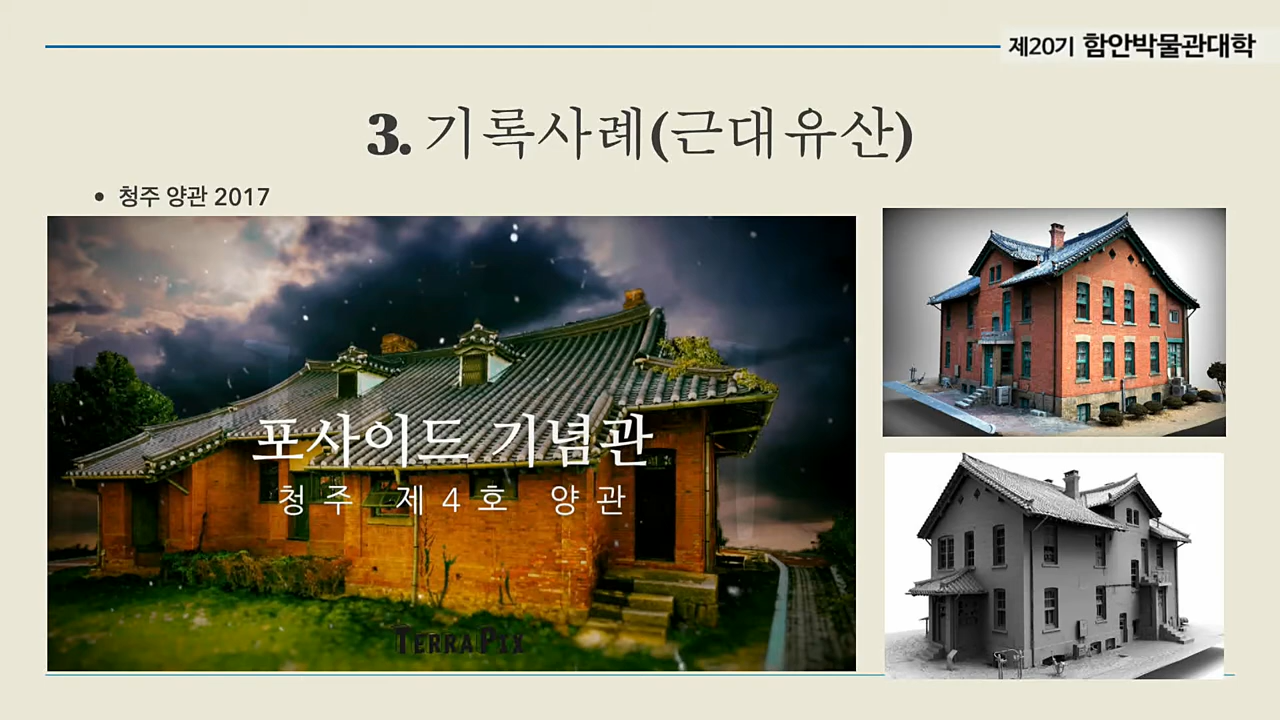 제20기 함안박물관대학
3. 기록사례(근대유산)
• 청주 양관 2017
포사이드 기념관
청주 제4호 양관
TERRAPIX